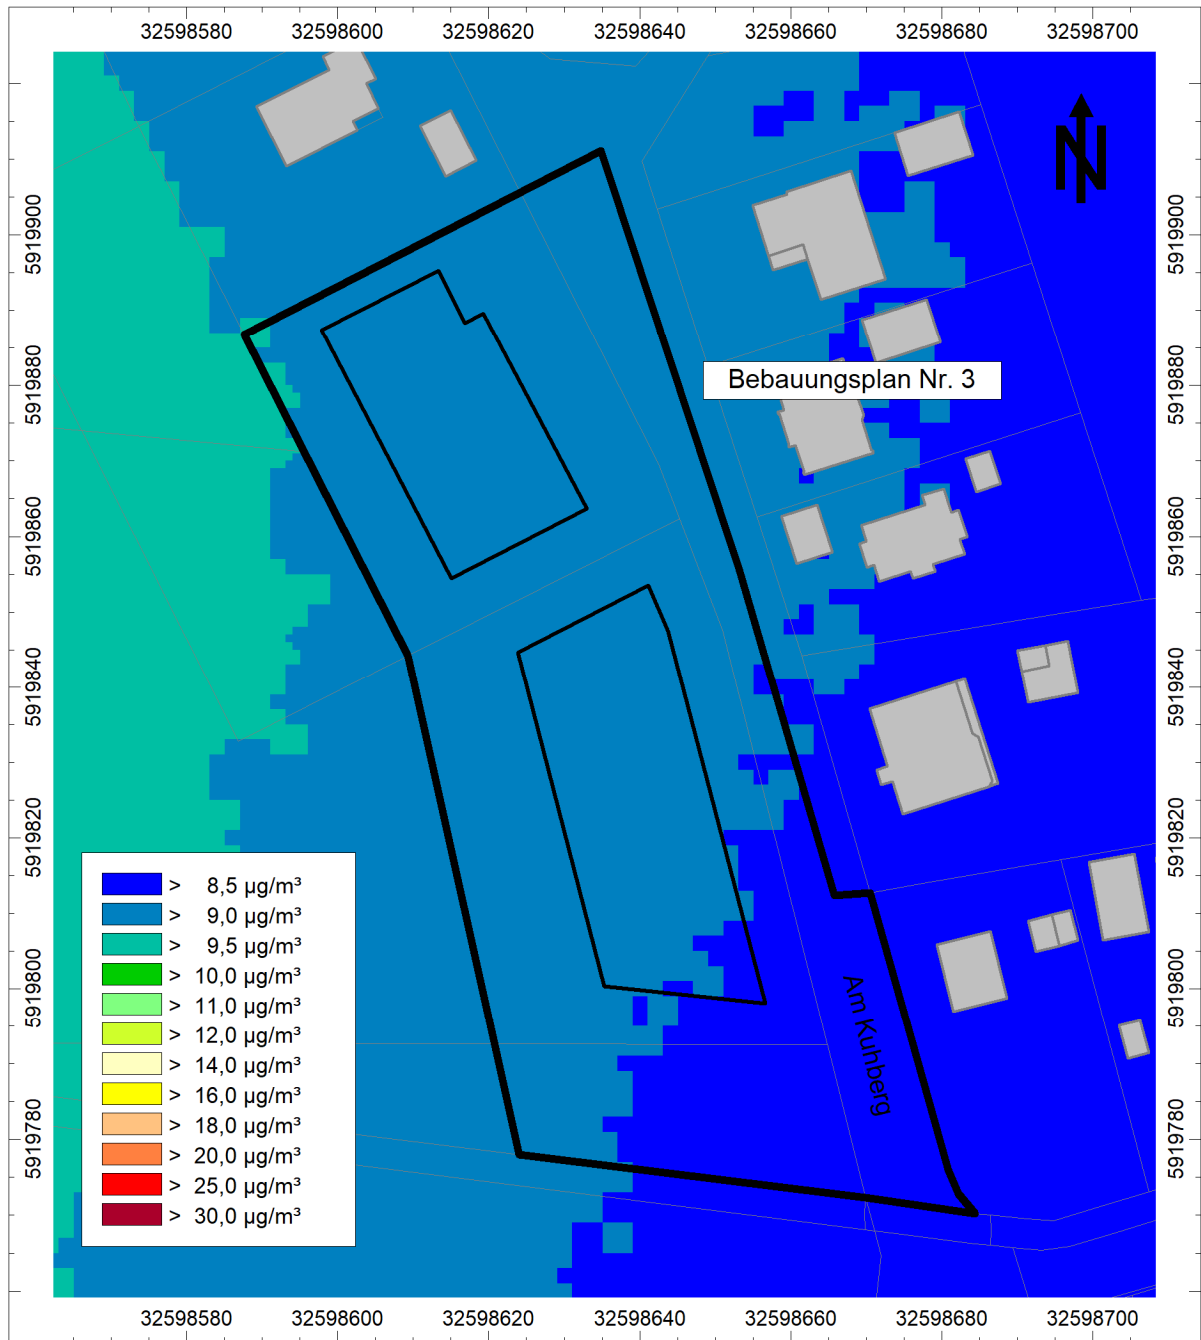 32598580 32598600 32598620 32598640 32598660 32598680 32598700
5919900 5919900
5919880 5919880
Bebauungsplan Nr. 3
5919860 5919860
5919840 5919840
5919820 5919820
> 8,5 µg/m³
> 9,0 µg/m³
> 9,5 µg/m³
> 10,0 µg/m³
> 11,0 µg/m³
> 12,0 µg/m³
> 14,0 µg/m³
> 16,0 µg/m³
> 18,0 µg/m³
> 20,0 µg/m³
> 25,0 µg/m³
> 30,0 µg/m³
Am Kuhberg
5919800 5919800
5919780 5919780
32598580 32598600 32598620 32598640 32598660 32598680 32598700
N